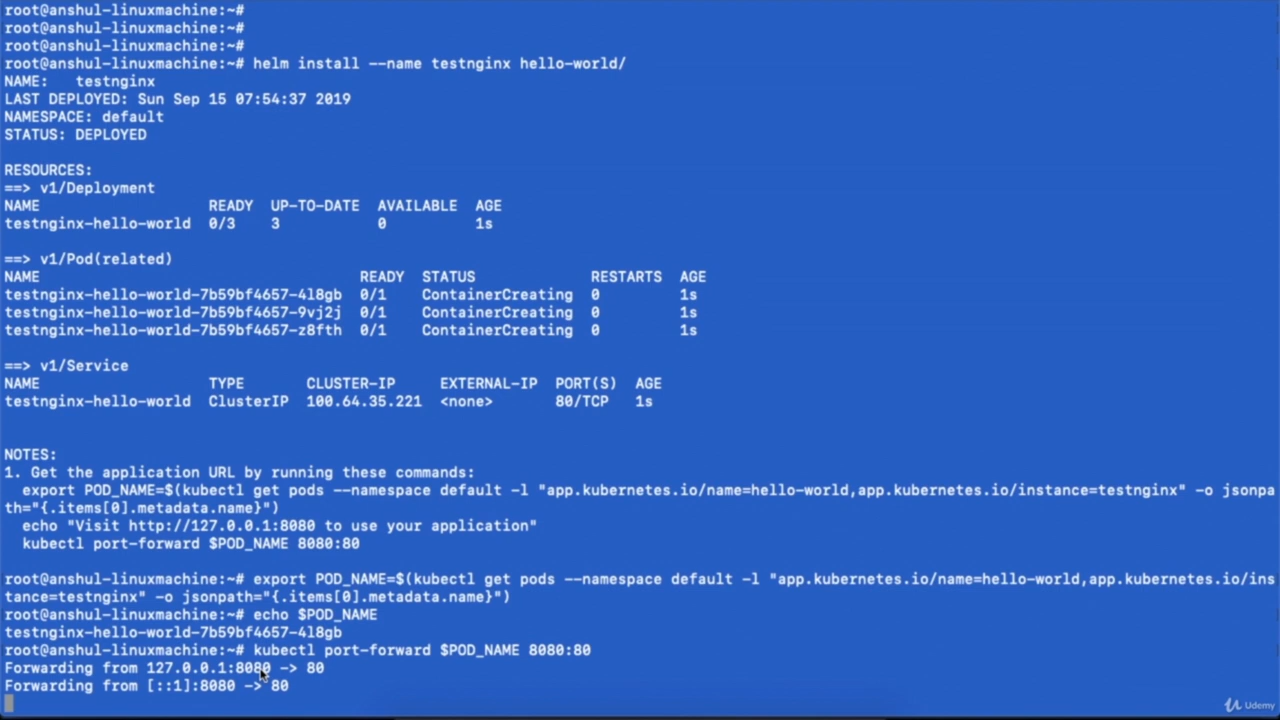 root@anshul-linuxmachine:~#
root@anshul-linuxmachine:~#
root@anshul-linuxmachine:~#
root@anshul-linuxmachine:~# helm install --name testnginx hello-world/
NAME:   testnginx
LAST DEPLOYED: Sun Sep 15 07:54:37 2019
NAMESPACE: default
STATUS: DEPLOYED
RESOURCES:
==> v1/Deployment
NAME                   READY  UP-TO-DATE  AVAILABLE  AGE
testnginx-hello-world  0/3    3           0          1s
==> v1/Pod(related)
NAME                                    READY  STATUS             RESTARTS  AGE
testnginx-hello-world-7b59bf4657-4l8gb  0/1    ContainerCreating  0         1s
testnginx-hello-world-7b59bf4657-9vj2j  0/1    ContainerCreating  0         1s
testnginx-hello-world-7b59bf4657-z8fth  0/1    ContainerCreating  0         1s
==> v1/Service
NAME                   TYPE       CLUSTER-IP     EXTERNAL-IP  PORT(S)  AGE
testnginx-hello-world  ClusterIP  100.64.35.221  <none>       80/TCP   1s
NOTES:
1. Get the application URL by running these commands:
  export POD_NAME=$(kubectl get pods --namespace default -l "app.kubernetes.io/name=hello-world,app.kubernetes.io/instance=testnginx" -o jsonpa
th="{.items[0].metadata.name}")
  echo "Visit http://127.0.0.1:8080 to use your application"
  kubectl port-forward $POD_NAME 8080:80
root@anshul-linuxmachine:~# export POD_NAME=$(kubectl get pods --namespace default -l "app.kubernetes.io/name=hello-world,app.kubernetes.io/ins
tance=testnginx" -o jsonpath="{.items[0].metadata.name}")
root@anshul-linuxmachine:~# echo $POD_NAME
testnginx-hello-world-7b59bf4657-4l8gb
root@anshul-linuxmachine:~# kubectl port-forward $POD_NAME 8080:80
Forwarding from 127.0.0.1:8080 -> 80
Forwarding from [::1]:8080 -> 80
Udemy